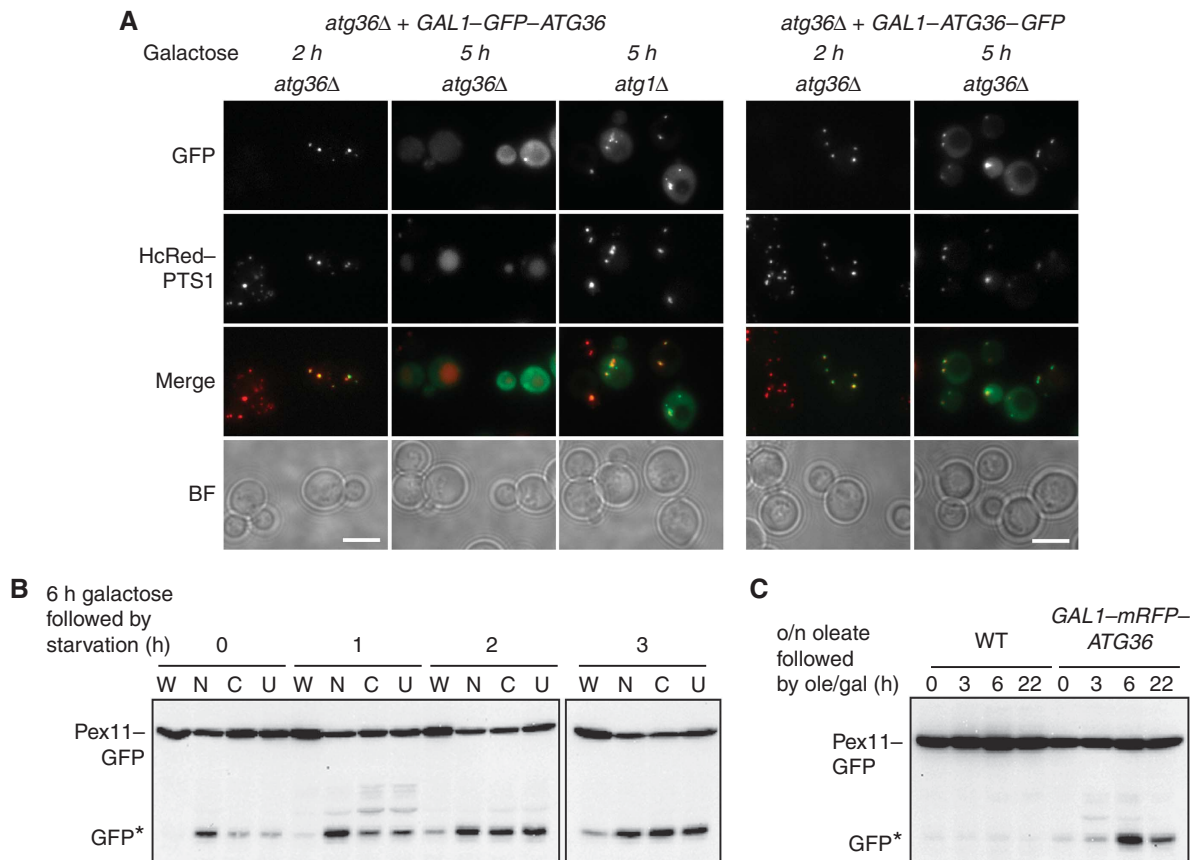 A
atg36Δ + GAL1–GFP–ATG36
atg36Δ + GAL1–ATG36–GFP
Galactose 2 h 5 h 5 h 2 h 5 h
atg36Δ atg36Δ atg1Δ atg36Δ atg36Δ
GFP
HcRed–
PTS1
Merge
BF
B
6 h galactose
followed by
starvation (h) 0 1 2 3
W N C U W N C U W N C U W N C U
Pex11–
GFP
GFP*
C
o/n oleate
followed
by ole/gal (h)
WT
GAL1–mRFP–
ATG36
0 3 6 22 0 3 6 22
Pex11–
GFP
GFP*